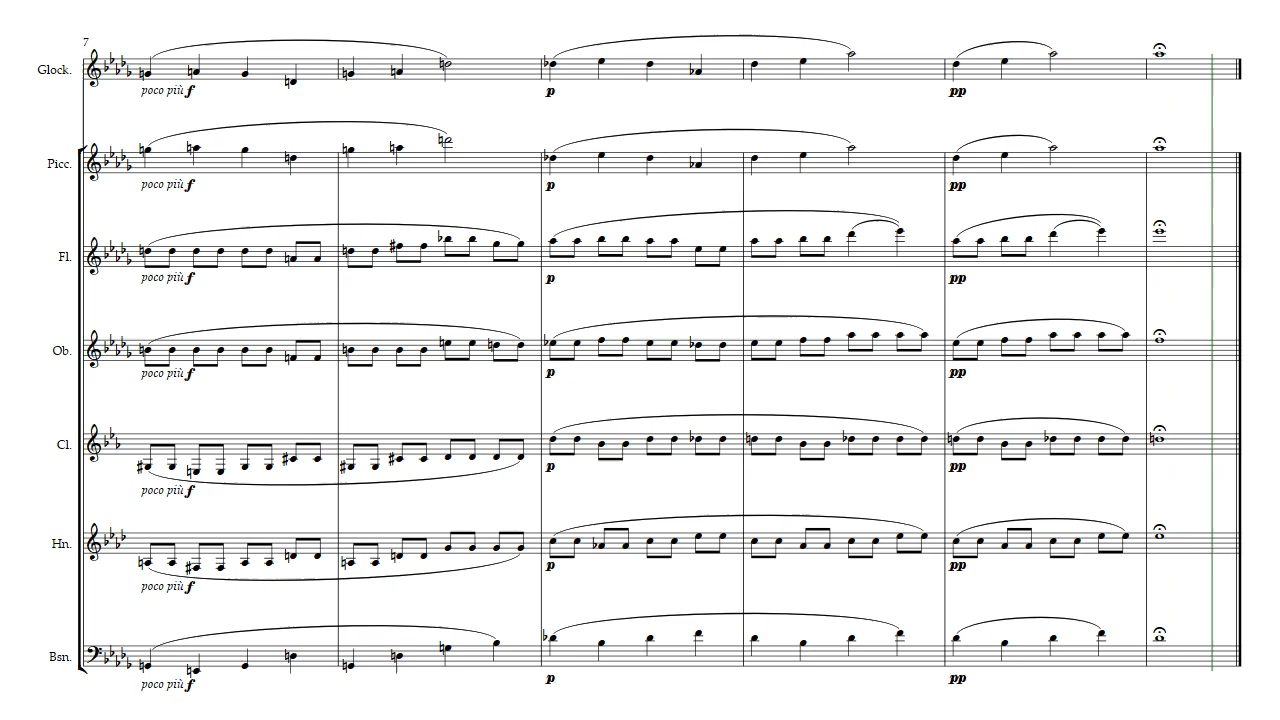 7
Glock.
poco più f
p
pp
Picc.
poco più f
p
pp
Fl.
poco più f
p
pp
Ob.
poco più f
p
pp
Cl.
poco più f
p
pp
Hn.
poco più f
p
pp
Bsn.
poco più f
p
pp